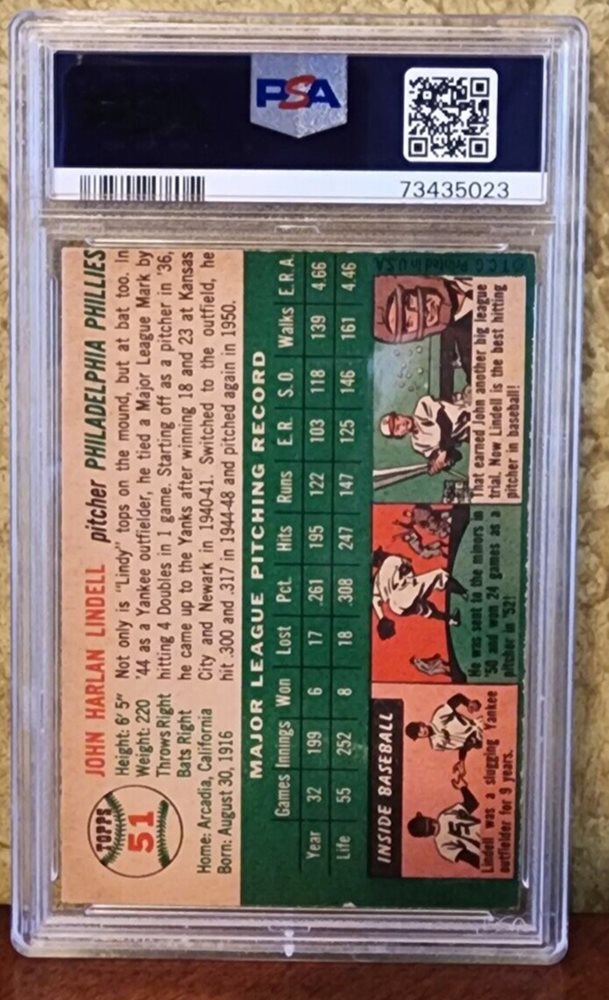 PSA
73435023
TOPPS
51
JOHN HARLAN LINDELL pitcher PHILADELPHIA PHILLIES
Height: 6' 5"
Weight: 220
Throws Right
Bats Right
Home: Arcadia, California
Born: August 30, 1916
Not only is "Lindy" tops on the mound, but at bat too. In
'44 as a Yankee outfielder, he tied a Major League Mark by
hitting 4 Doubles in 1 game. Starting off as a pitcher in '36,
he came up to the Yanks after winning 18 and 23 at Kansas
City and Newark in 1940-41. Switched to the outfield, he
hit .300 and .317 in 1944-48 and pitched again in 1950.
MAJOR LEAGUE PITCHING RECORD
Games Innings Won Lost Pct. Hits Runs E.R. S.O. Walks E.R.A.
Year 32 199 6 17 .261 195 122 103 118 139 4.66
Life 55 252 8 18 .308 247 147 125 146 161 4.46
INSIDE BASEBALL
Lindell was a slugging Yankee
outfielder for 9 years.
He was sent to the minors in
'50 and won 24 games as a
pitcher in '52!
That earned John another big league
trial. Now Lindell is the best hitting
pitcher in baseball!
© T.C.G. Printed in U.S.A.